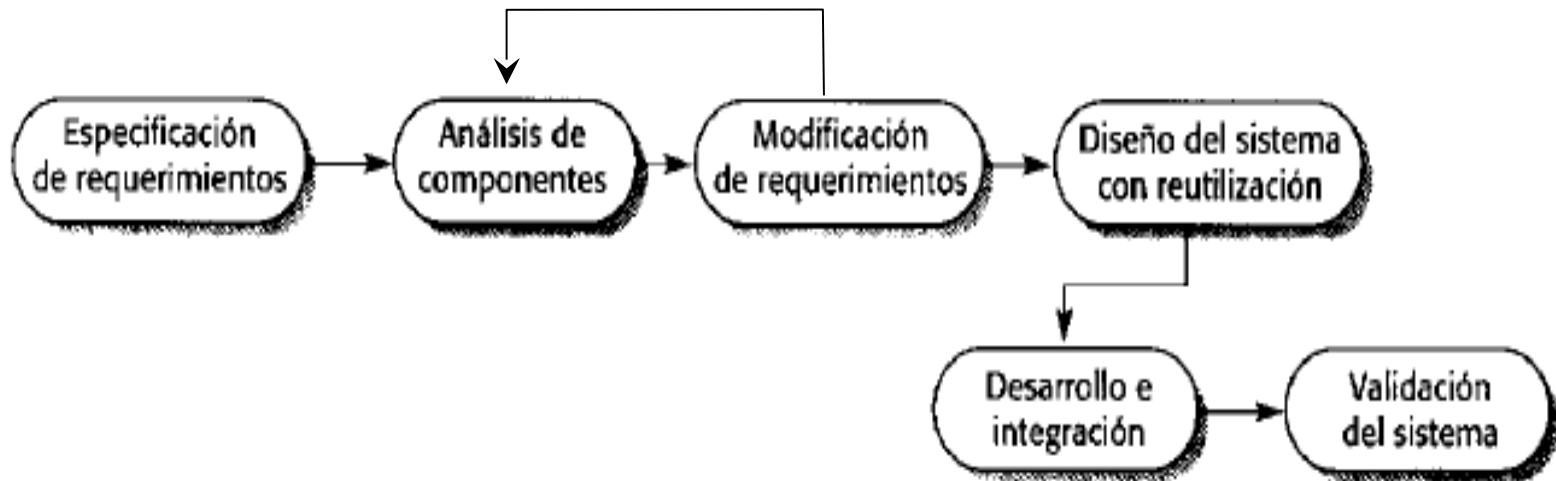 Especificación
de requerimientos
Análisis de
componentes
Modificación
de requerimientos
Diseño del sistema
con reutilización
Desarrollo e
integración
Validación
del sistema